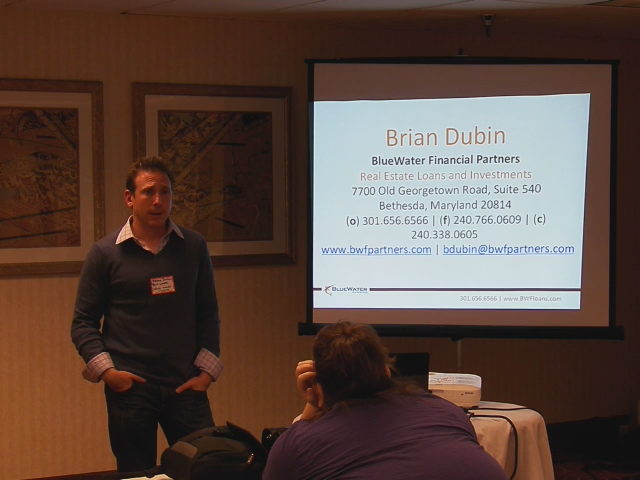 Brian Dubin
BlueWater Financial Partners
Real Estate Loans and Investments
7700 Old Georgetown Road, Suite 540
Bethesda, Maryland 20814
(o) 301.656.6566 | (f) 240.766.0609 | (c)
240.338.0605
www.bwfpartners.com | bdubin@bwfpartners.com
BLUEWATER
301.656.6566 | www.BWFloans.com